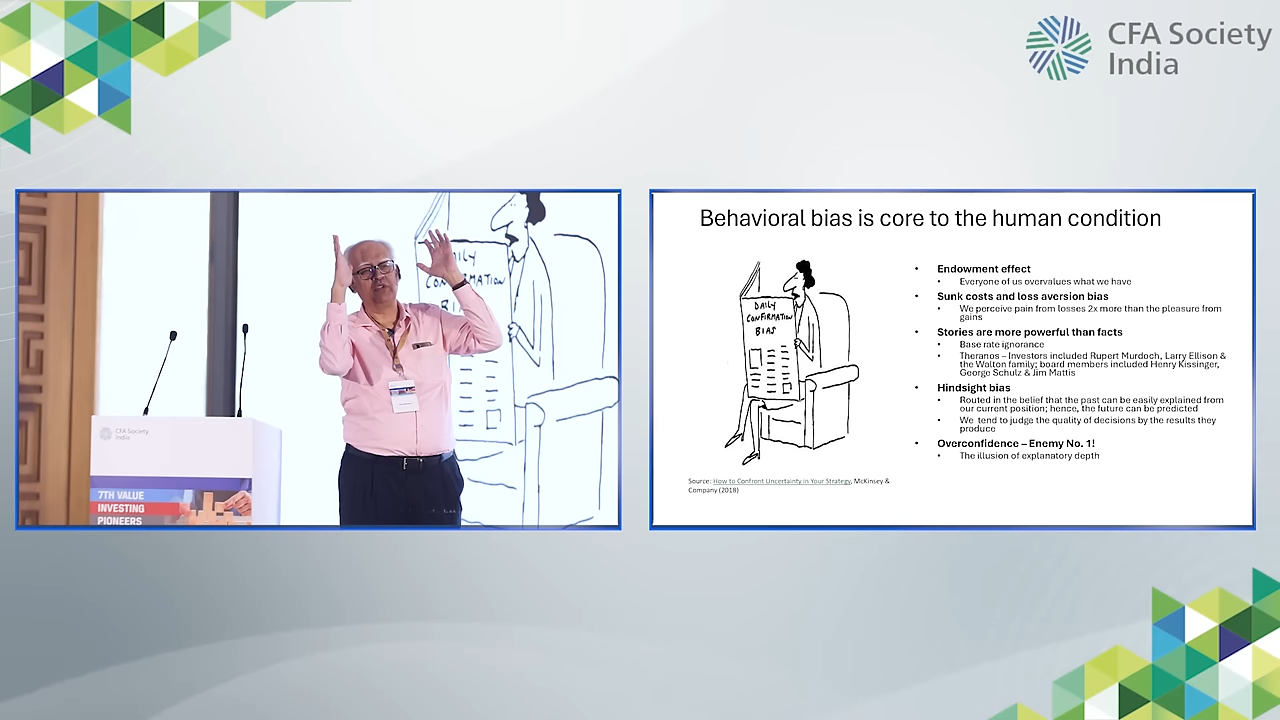 CFA Society
India
DAILY
CONFIRMATION
CFA Society
India
7TH VALUE
INVESTING
PIONEERS
Behavioral bias is core to the human condition
DAILY
CONFIRMATION
BIAS
Source: How to Confront Uncertainty in Your Strategy, McKinsey &
Company (2018)
• Endowment effect
• Everyone of us overvalues what we have
• Sunk costs and loss aversion bias
• We perceive pain from losses 2x more than the pleasure from
gains
• Stories are more powerful than facts
• Base rate ignorance
• Theranos – Investors included Rupert Murdoch, Larry Ellison &
the Walton family; board members included Henry Kissinger,
George Schulz & Jim Mattis
• Hindsight bias
• Routed in the belief that the past can be easily explained from
our current position; hence, the future can be predicted
• We tend to judge the quality of decisions by the results they
produce
• Overconfidence – Enemy No. 1!
• The illusion of explanatory depth